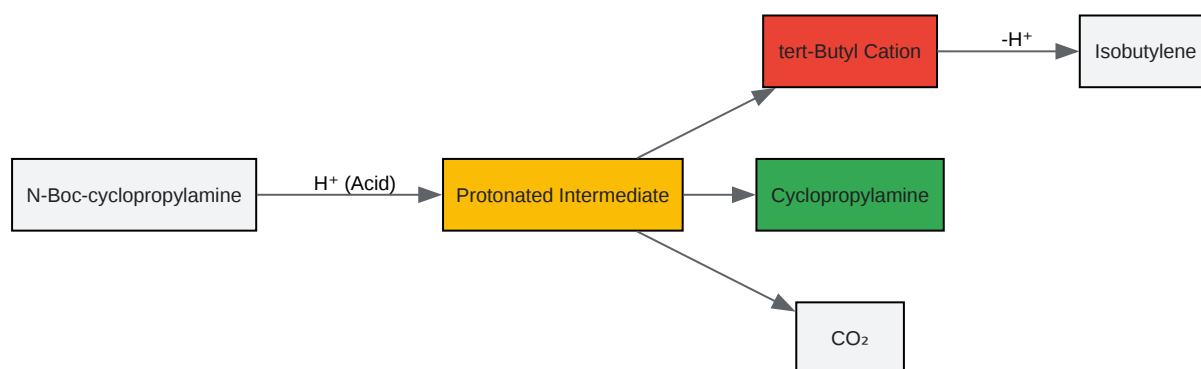 tert-Butyl Cation
-H⁺
Isobutylene
N-Boc-cyclopropylamine
H⁺ (Acid)
Protonated Intermediate
Cyclopropylamine
CO₂